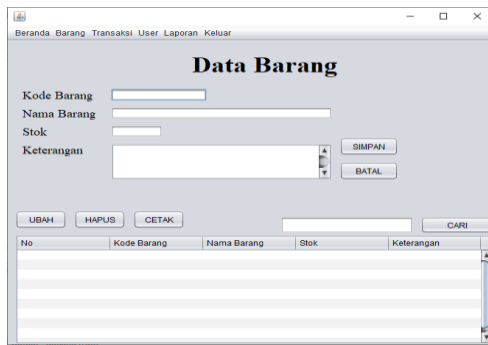 Beranda Barang Transaksi User Laporan Keluar
Data Barang
Kode Barang
Nama Barang
Stok
Keterangan
SIMPAN
BATAL
UBAH HAPUS CETAK
CARI
No Kode Barang Nama Barang Stok Keterangan